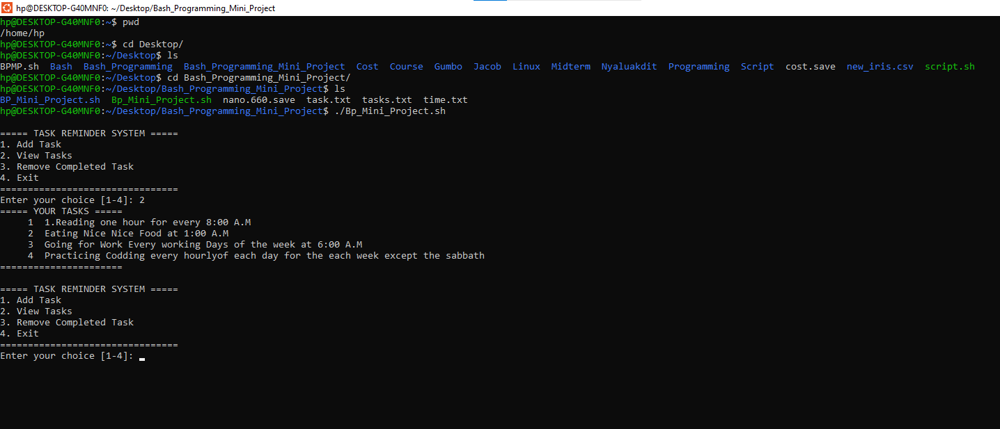 hp@DESKTOP-G40MNF0: ~/Desktop/Bash_Programming_Mini_Project
hp@DESKTOP-G40MNF0:~$ pwd
/home/hp
hp@DESKTOP-G40MNF0:~$ cd Desktop/
hp@DESKTOP-G40MNF0:~/Desktop$ ls
BPMP.sh  Bash  Bash_Programming  Bash_Programming_Mini_Project  Cost  Course  Gumbo  Jacob  Linux  Midterm  Nyaluakdit  Programming  Script  cost.save  new_iris.csv  script.sh
hp@DESKTOP-G40MNF0:~/Desktop$ cd Bash_Programming_Mini_Project/
hp@DESKTOP-G40MNF0:~/Desktop/Bash_Programming_Mini_Project$ ls
BP_Mini_Project.sh  Bp_Mini_Project.sh  nano.660.save  task.txt  tasks.txt  time.txt
hp@DESKTOP-G40MNF0:~/Desktop/Bash_Programming_Mini_Project$ ./Bp_Mini_Project.sh
===== TASK REMINDER SYSTEM =====
1. Add Task
2. View Tasks
3. Remove Completed Task
4. Exit
================================
Enter your choice [1-4]: 2
===== YOUR TASKS =====
     1  1.Reading one hour for every 8:00 A.M
     2  Eating Nice Nice Food at 1:00 A.M
     3  Going for Work Every working Days of the week at 6:00 A.M
     4  Practicing Codding every hourlyof each day for the each week except the sabbath
======================
===== TASK REMINDER SYSTEM =====
1. Add Task
2. View Tasks
3. Remove Completed Task
4. Exit
================================
Enter your choice [1-4]: